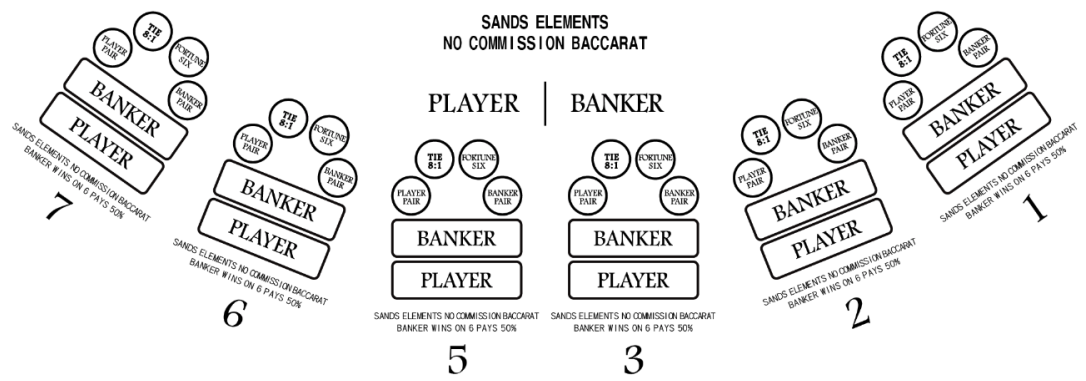 SANDS ELEMENTS
NO COMMISSION BACCARAT
PLAYER BANKER
PLAYER
PAIR
TIE
8:1
FORTUNE
SIX
BANKER
PAIR
BANKER
PLAYER
SANDS ELEMENTS NO COMMISSION BACCARAT
BANKER WINS ON 6 PAYS 50%
7
PLAYER
PAIR
TIE
8:1
FORTUNE
SIX
BANKER
PAIR
BANKER
PLAYER
SANDS ELEMENTS NO COMMISSION BACCARAT
BANKER WINS ON 6 PAYS 50%
6
PLAYER
PAIR
TIE
8:1
FORTUNE
SIX
BANKER
PAIR
BANKER
PLAYER
SANDS ELEMENTS NO COMMISSION BACCARAT
BANKER WINS ON 6 PAYS 50%
5
PLAYER
PAIR
TIE
8:1
FORTUNE
SIX
BANKER
PAIR
BANKER
PLAYER
SANDS ELEMENTS NO COMMISSION BACCARAT
BANKER WINS ON 6 PAYS 50%
3
PLAYER
PAIR
TIE
8:1
FORTUNE
SIX
BANKER
PAIR
BANKER
PLAYER
SANDS ELEMENTS NO COMMISSION BACCARAT
BANKER WINS ON 6 PAYS 50%
2
PLAYER
PAIR
TIE
8:1
FORTUNE
SIX
BANKER
PAIR
BANKER
PLAYER
SANDS ELEMENTS NO COMMISSION BACCARAT
BANKER WINS ON 6 PAYS 50%
1